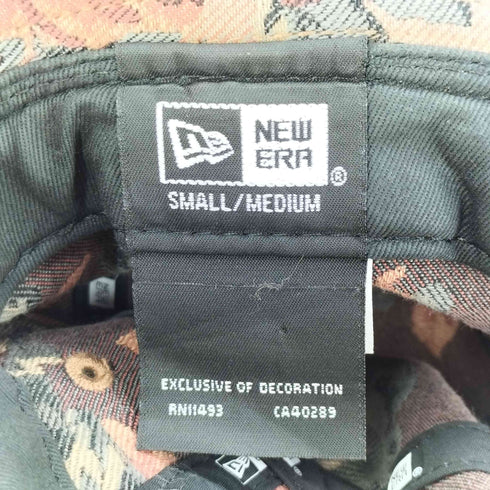 NEW
ERA
®
SMALL/MEDIUM
EXCLUSIVE OF DECORATION
RN11493 CA40289